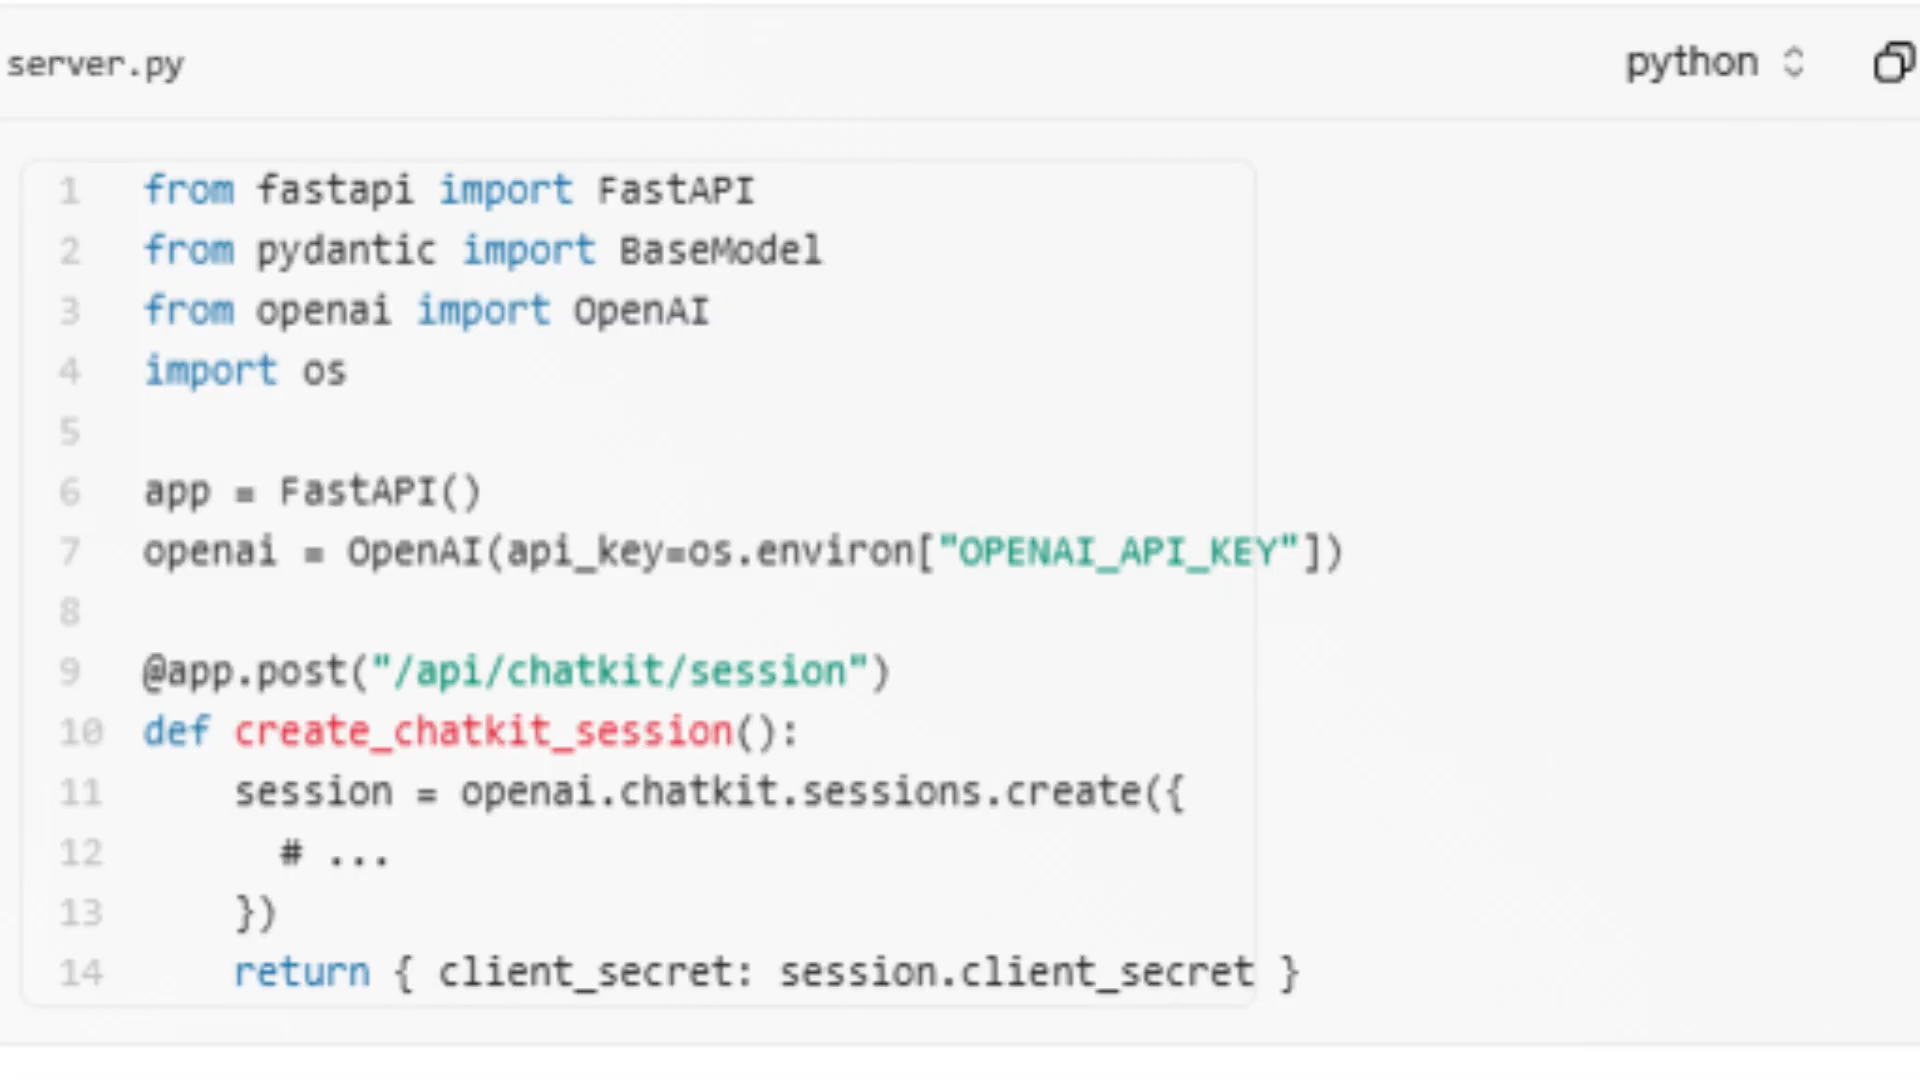 server.py
python
1 from fastapi import FastAPI
2 from pydantic import BaseModel
3 from openai import OpenAI
4 import os
5
6 app = FastAPI()
7 openai = OpenAI(api_key=os.environ["OPENAI_API_KEY"])
8
9 @app.post("/api/chatkit/session")
10 def create_chatkit_session():
11     session = openai.chatkit.sessions.create({
12       # ...
13     })
14     return { client_secret: session.client_secret }